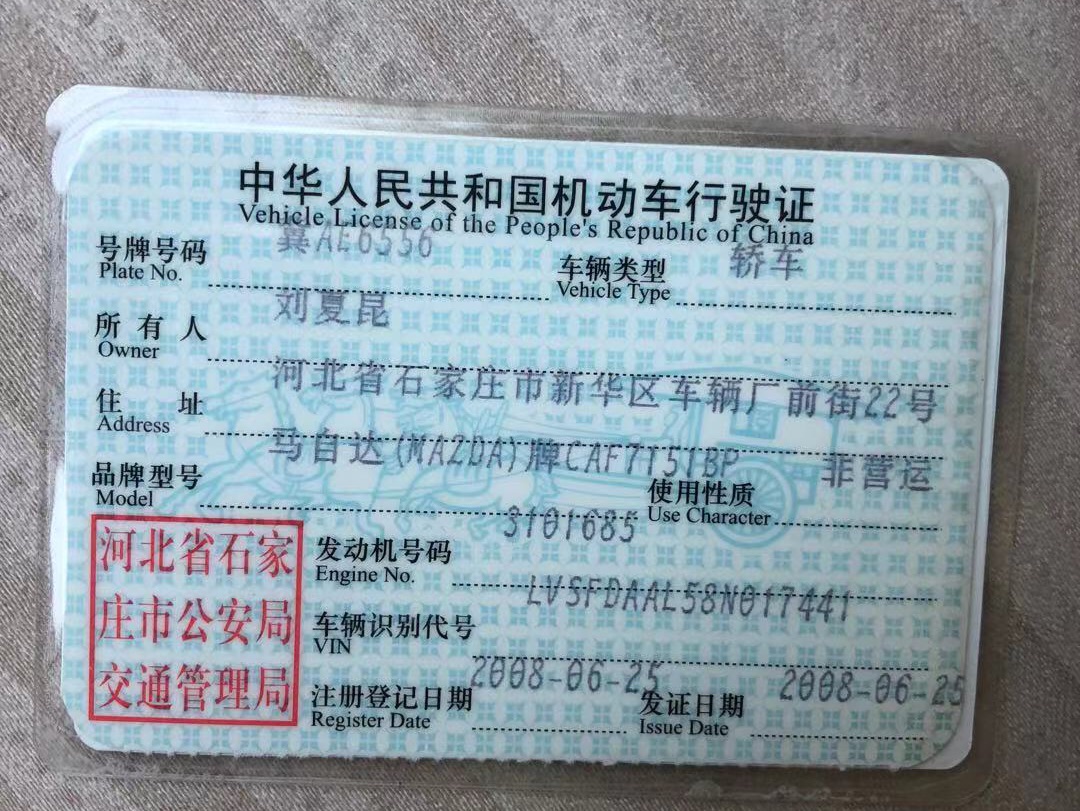 中华人民共和国机动车行驶证
Vehicle License of the People's Republic of China
号牌号码 冀AE6556 车辆类型 轿车
Plate No. Vehicle Type
所有人 刘夏昆
Owner
住址 河北省石家庄市新华区车辆厂前街22号
Address
品牌型号 马自达(MAZDA)牌CAF7151BP 使用性质 非营运
Model Use Character
河北省石家
庄市公安局
交通管理局
发动机号码 3101685
Engine No.
车辆识别代号 LVSFDAAL58N017441
VIN
注册登记日期 2008-06-25 发证日期 2008-06-25
Register Date Issue Date